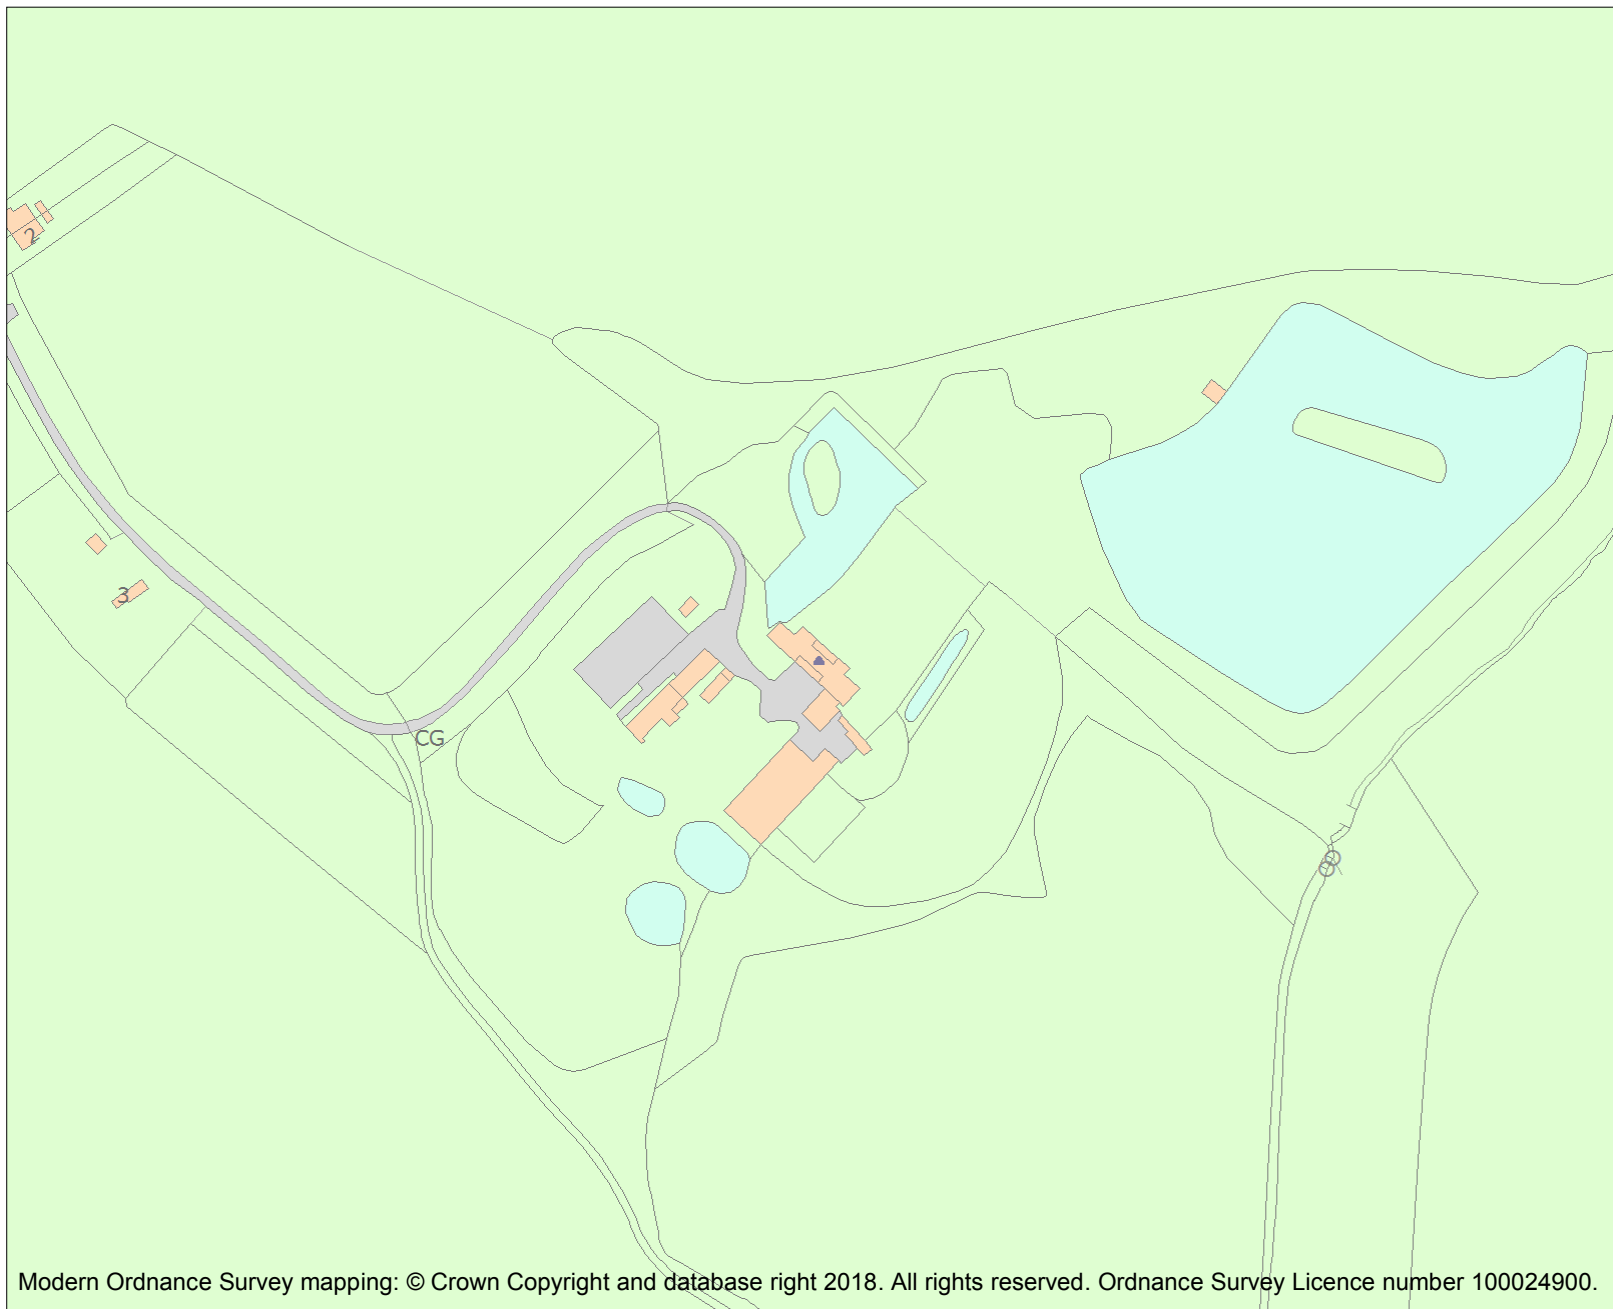 2
3
CG
Modern Ordnance Survey mapping: © Crown Copyright and database right 2018. All rights reserved. Ordnance Survey Licence number 100024900.